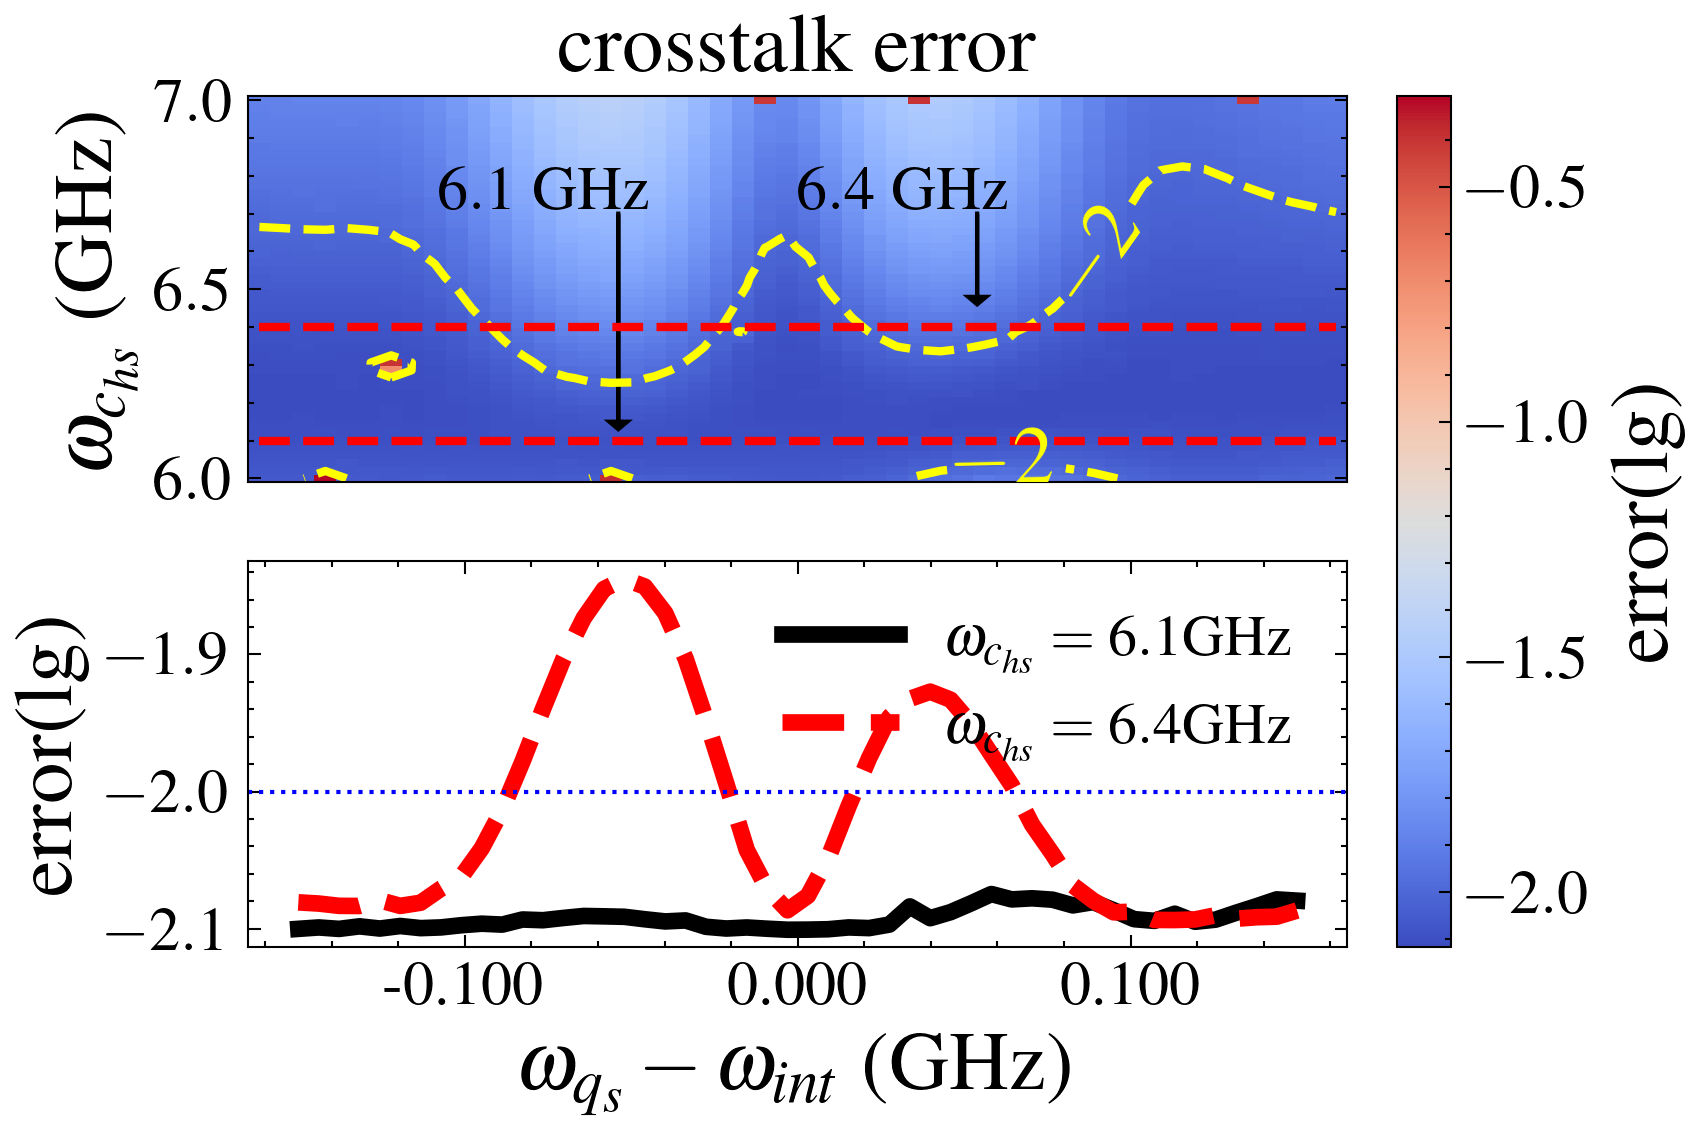 crosstalk error
ω_{c_{hs}} (GHz)
7.0
6.5
6.0
6.1 GHz
6.4 GHz
−2
−2
error(lg)
−1.9
−2.0
−2.1
ω_{c_{hs}} = 6.1GHz
ω_{c_{hs}} = 6.4GHz
-0.100
0.000
0.100
ω_{q_s} − ω_{int} (GHz)
−0.5
−1.0
−1.5
−2.0
error(lg)